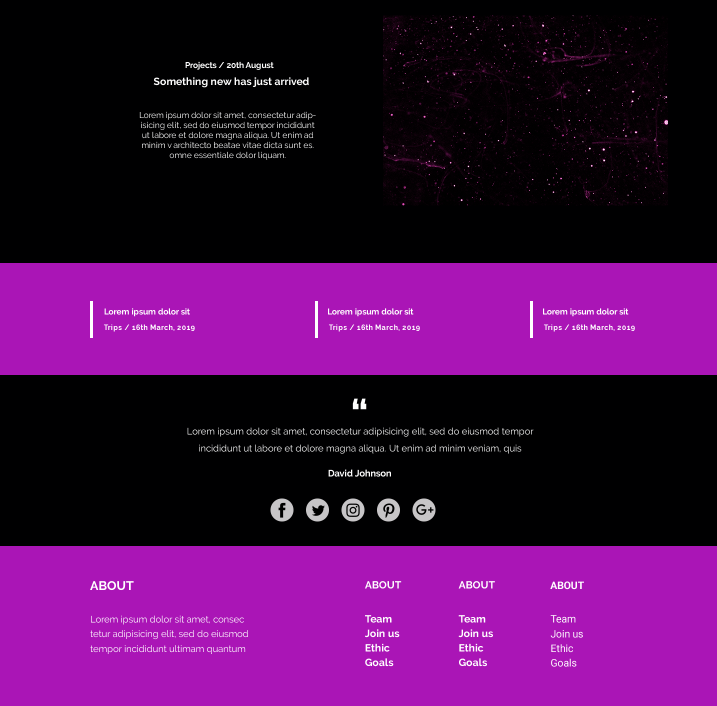 Projects / 20th August
Something new has just arrived
Lorem ipsum dolor sit amet, consectetur adip-
isicing elit, sed do eiusmod tempor incididunt
ut labore et dolore magna aliqua. Ut enim ad
minim v architecto beatae vitae dicta sunt es
omne essentiale dolor liquam.
Lorem ipsum dolor sit
Trips / 16th March, 2019
Lorem ipsum dolor sit
Trips / 16th March, 2019
Lorem ipsum dolor sit
Trips / 16th March, 2019
“
Lorem ipsum dolor sit amet, consectetur adipisicing elit, sed do eiusmod tempor
incididunt ut labore et dolore magna aliqua. Ut enim ad minim veniam, quis
David Johnson
f
G+
ABOUT
Lorem ipsum dolor sit amet, consec
tetur adipisicing elit, sed do eiusmod
tempor incididunt ultimam quantum
ABOUT
Team
Join us
Ethic
Goals
ABOUT
Team
Join us
Ethic
Goals
ABOUT
Team
Join us
Ethic
Goals